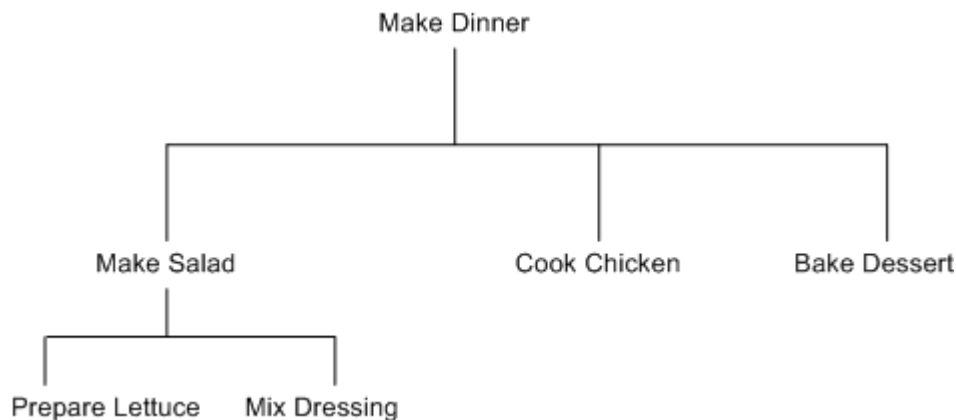 Make Dinner
Make Salad
Cook Chicken
Bake Dessert
Prepare Lettuce
Mix Dressing